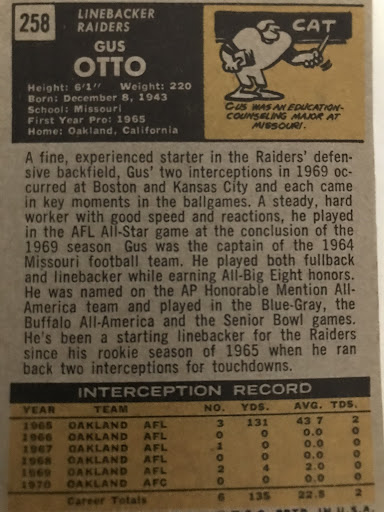 258
LINEBACKER
RAIDERS
GUS
OTTO
Height: 6'1" Weight: 220
Born: December 8, 1943
School: Missouri
First Year Pro: 1965
Home: Oakland, California
CAT
GUS WAS AN EDUCATION-
COUNSELING MAJOR AT
MISSOURI.
A fine, experienced starter in the Raiders' defen-
sive backfield, Gus' two interceptions in 1969 oc-
curred at Boston and Kansas City and each came
in key moments in the ballgames. A steady, hard
worker with good speed and reactions, he played
in the AFL All-Star game at the conclusion of the
1969 season Gus was the captain of the 1964
Missouri football team. He played both fullback
and linebacker while earning All-Big Eight honors.
He was named on the AP Honorable Mention All-
America team and played in the Blue-Gray, the
Buffalo All-America and the Senior Bowl games.
He's been a starting linebacker for the Raiders
since his rookie season of 1965 when he ran
back two interceptions for touchdowns.
INTERCEPTION RECORD
YEAR TEAM NO. YDS. AVG. TDS.
1965 OAKLAND AFL 3 131 43 7 2
1966 OAKLAND AFL 0 0 0.0 0
1967 OAKLAND AFL 1 0 0.0 0
1968 OAKLAND AFL 0 0 0.0 0
1969 OAKLAND AFL 2 4 2.0 0
1970 OAKLAND AFC 0 0 0.0 0
Career Totals 6 135 22.5 2
IN U.S.A.